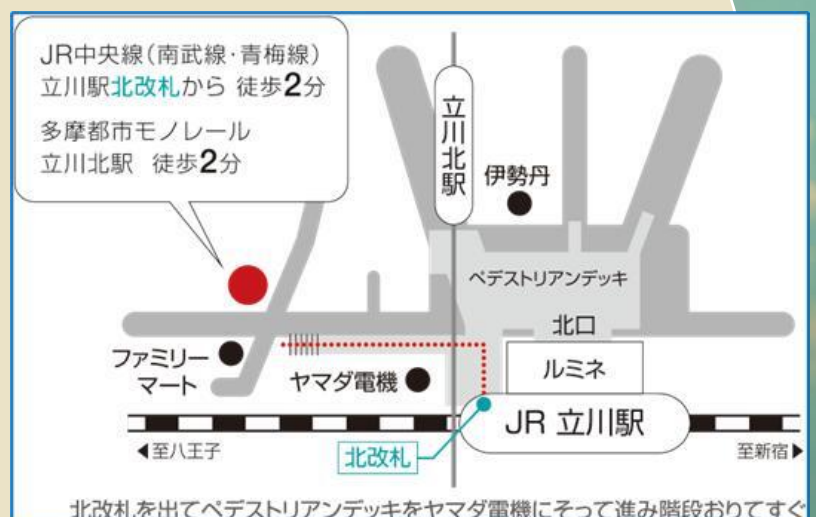 JR中央線(南武線・青梅線)
立川駅北改札から 徒歩2分
多摩都市モノレール
立川北駅 徒歩2分
立川北駅
伊勢丹
ペデストリアンデッキ
北口
ファミリー
マート
ヤマダ電機
ルミネ
JR 立川駅
◀至八王子
北改札
至新宿▶
北改札を出てペデストリアンデッキをヤマダ電機にそって進み階段おりてすぐ